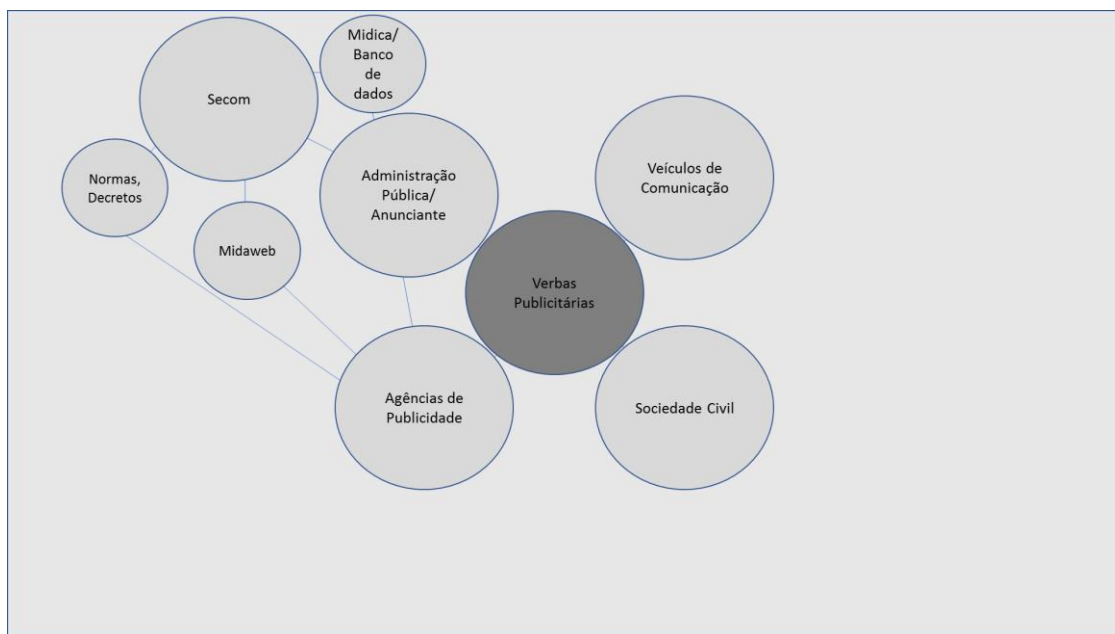 Midica/
Banco
de
dados
Secom
Veículos de
Comunicação
Administração
Pública/
Anunciante
Normas,
Decretos
Midaweb
Verbas
Publicitárias
Agências de
Publicidade
Sociedade Civil